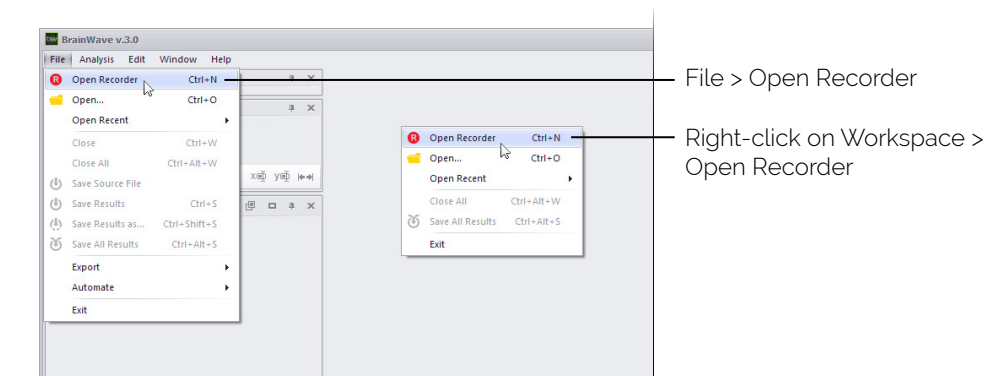 BrainWave v.3.0
File Analysis Edit Window Help
Open Recorder Ctrl+N
Open... Ctrl+O
Open Recent
Close Ctrl+W
Close All Ctrl+Alt+W
Save Source File
Save Results Ctrl+S
Save Results as... Ctrl+Shift+S
Save All Results Ctrl+Alt+S
Export
Automate
Exit
Open Recorder Ctrl+N
Open... Ctrl+O
Open Recent
Close All Ctrl+Alt+W
Save All Results Ctrl+Alt+S
Exit
File > Open Recorder
Right-click on Workspace >
Open Recorder